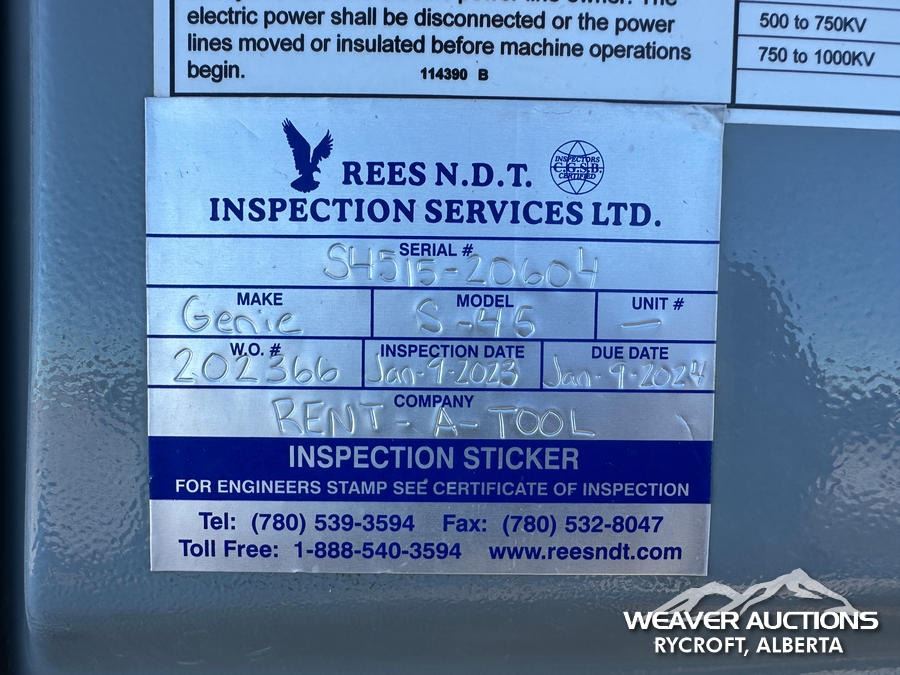 electric power shall be disconnected or the power
lines moved or insulated before machine operations
begin.
114390 B
500 to 750KV
750 to 1000KV
REES N.D.T.
INSPECTORS
C.G.S.B.
CERTIFIED
INSPECTION SERVICES LTD.
SERIAL #
S4515-20604
MAKE
Genie
MODEL
S-45
UNIT #
—
W.O. #
202366
INSPECTION DATE
Jan-9-2023
DUE DATE
Jan-9-2024
COMPANY
RENT-A-TOOL
INSPECTION STICKER
FOR ENGINEERS STAMP SEE CERTIFICATE OF INSPECTION
Tel: (780) 539-3594 Fax: (780) 532-8047
Toll Free: 1-888-540-3594 www.reesndt.com
WEAVER AUCTIONS
RYCROFT, ALBERTA